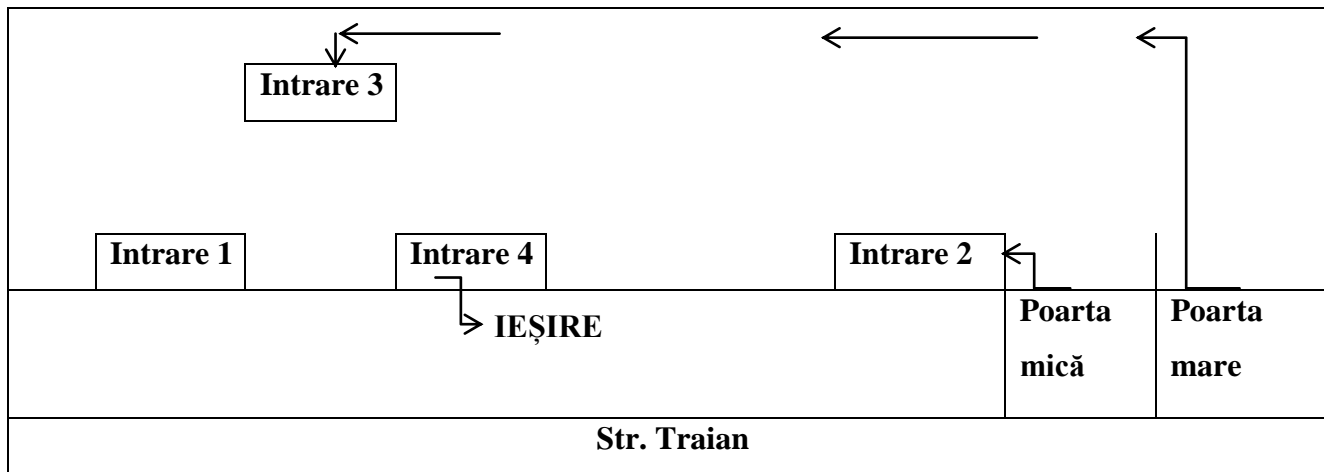 Intrare 3
Intrare 1
Intrare 4
Intrare 2
IEȘIRE
Poarta
mică
Poarta
mare
Str. Traian